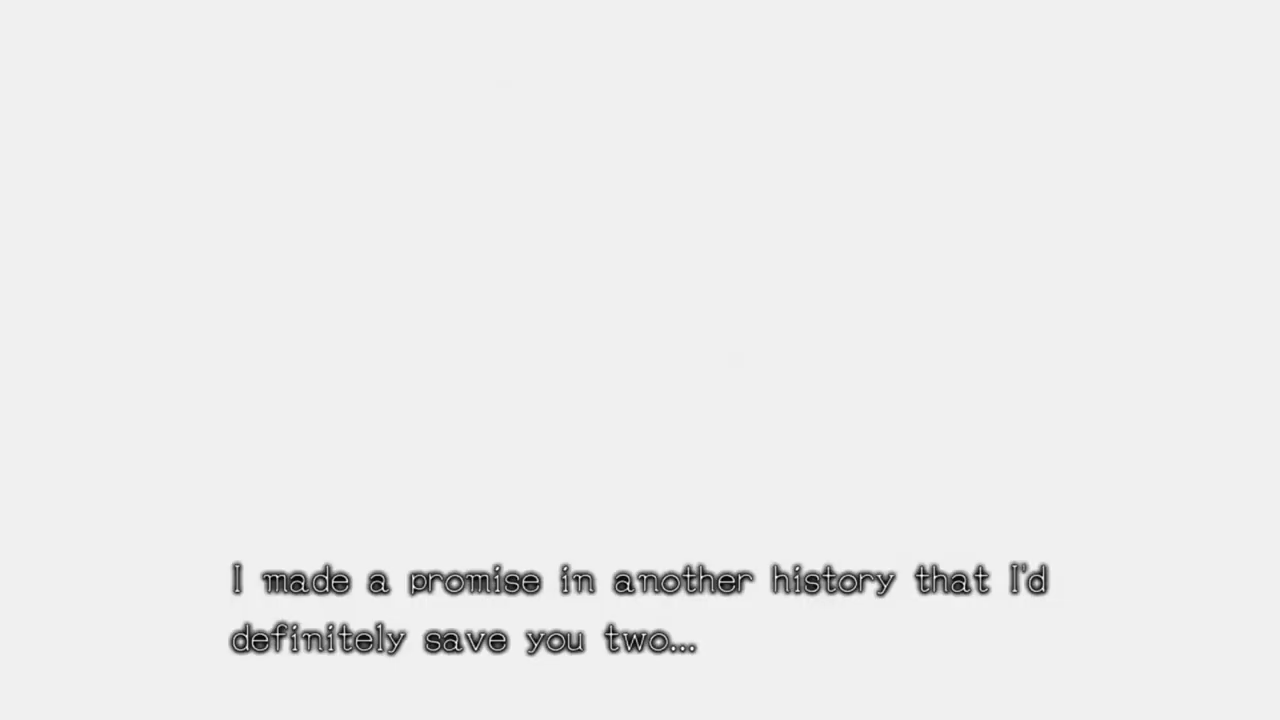 I made a promise in another history that I'd
definitely save you two...